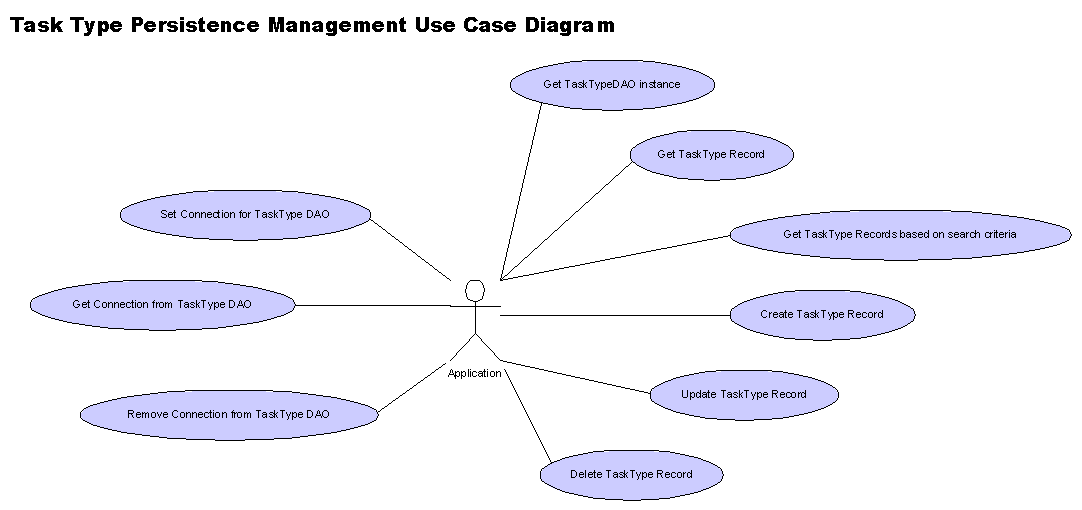 Task Type Persistence Management Use Case Diagram
Get TaskTypeDAO instance
Get TaskType Record
Set Connection for TaskType DAO
Get TaskType Records based on search criteria
Get Connection from TaskType DAO
Create TaskType Record
Application
Update TaskType Record
Remove Connection from TaskType DAO
Delete TaskType Record